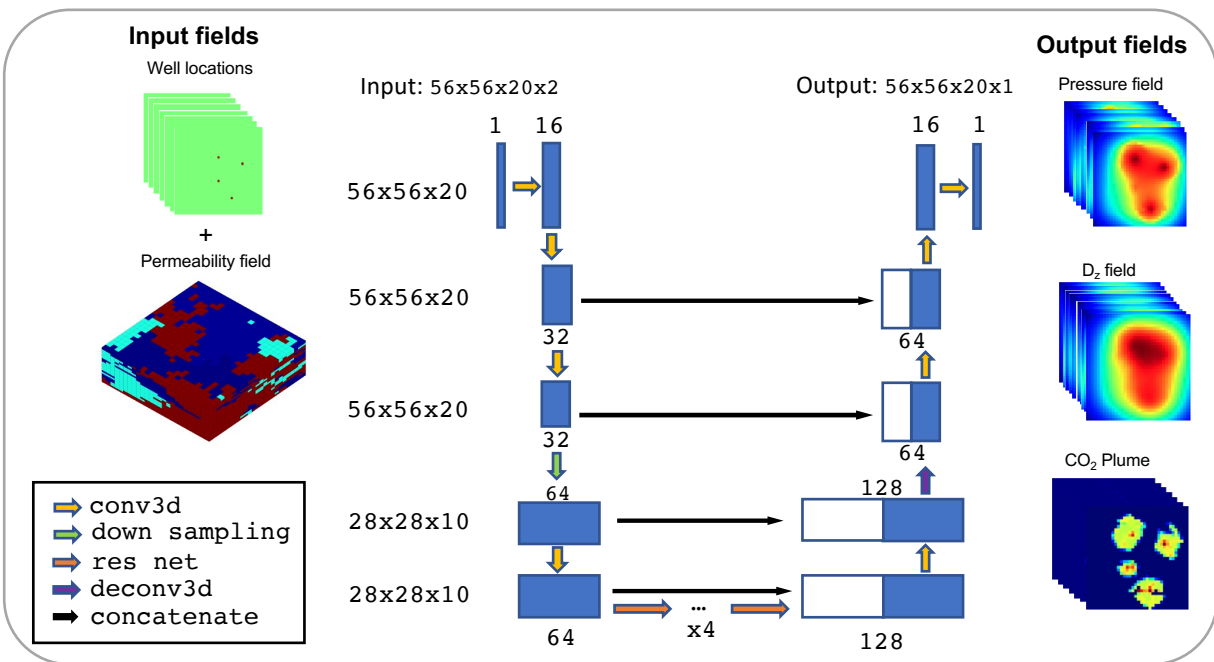 Input fields
Well locations
+
Permeability field
Input: 56x56x20x2
Output: 56x56x20x1
1 16
16 1
56x56x20
56x56x20
32
64
56x56x20
32
64
64
128
28x28x10
28x28x10
...
x4
64
128
conv3d
down sampling
res net
deconv3d
concatenate
Output fields
Pressure field
Dz field
CO2 Plume